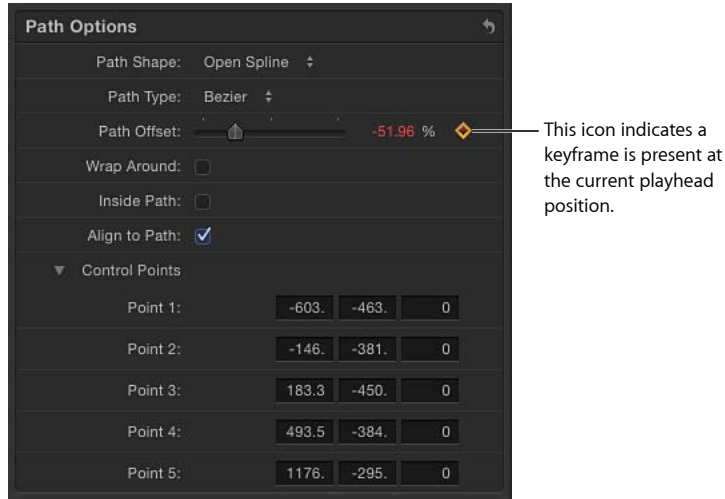 Path Options
Path Shape: Open Spline
Path Type: Bezier
Path Offset: -51.96 %
Wrap Around:
Inside Path:
Align to Path:
Control Points
Point 1: -603. -463. 0
Point 2: -146. -381. 0
Point 3: 183.3 -450. 0
Point 4: 493.5 -384. 0
Point 5: 1176. -295. 0
This icon indicates a
keyframe is present at
the current playhead
position.